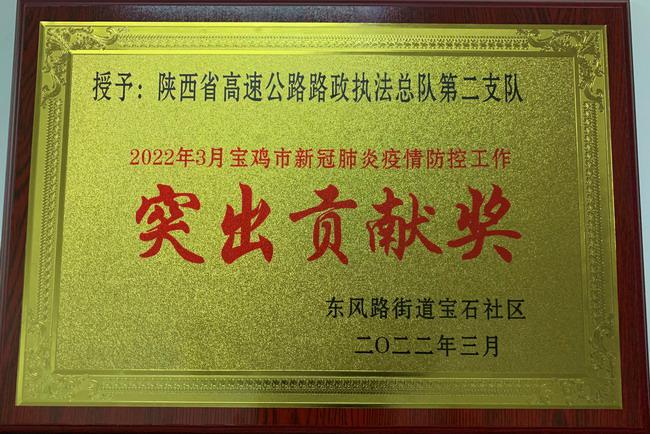 授予：陕西省高速公路路政执法总队第二支队
2022年3月宝鸡市新冠肺炎疫情防控工作
突出贡献奖
东风路街道宝石社区
二〇二二年三月